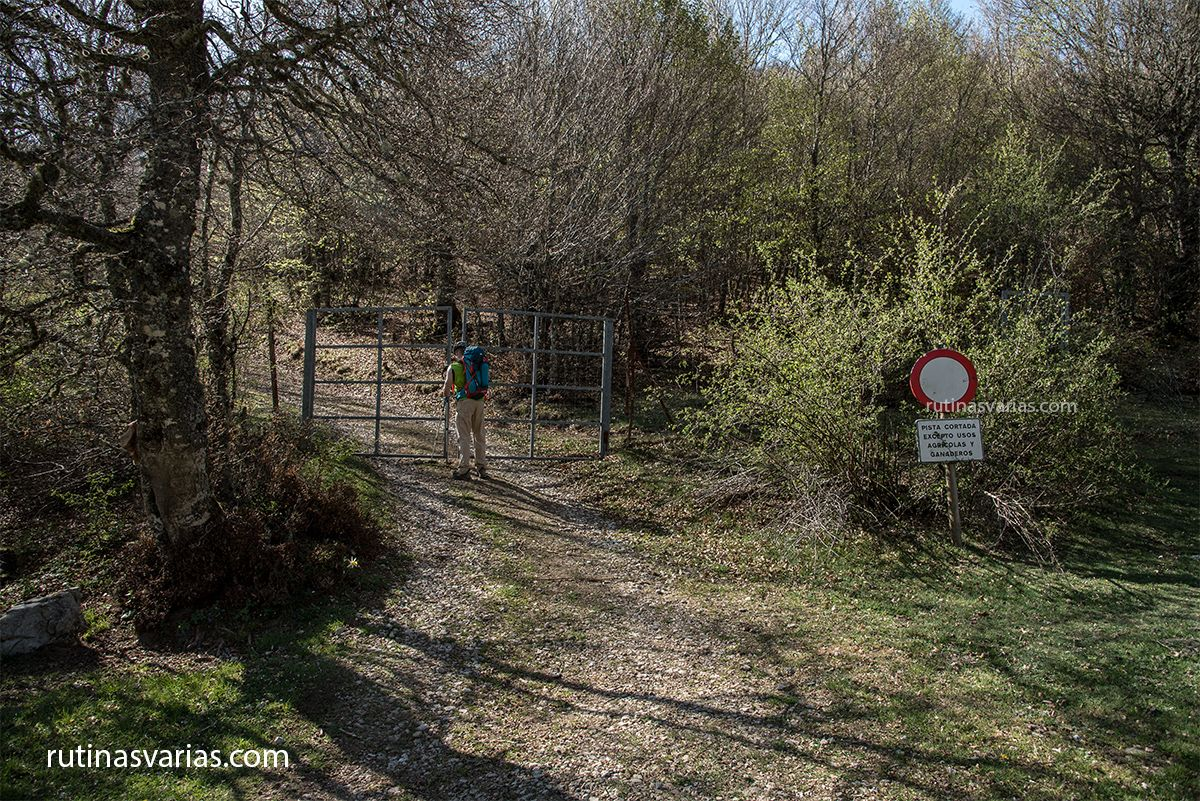 rutinasvarias.com
PISTA CORTADA
EXCEPTO USOS
AGRÍCOLAS Y
GANADEROS
rutinasvarias.com